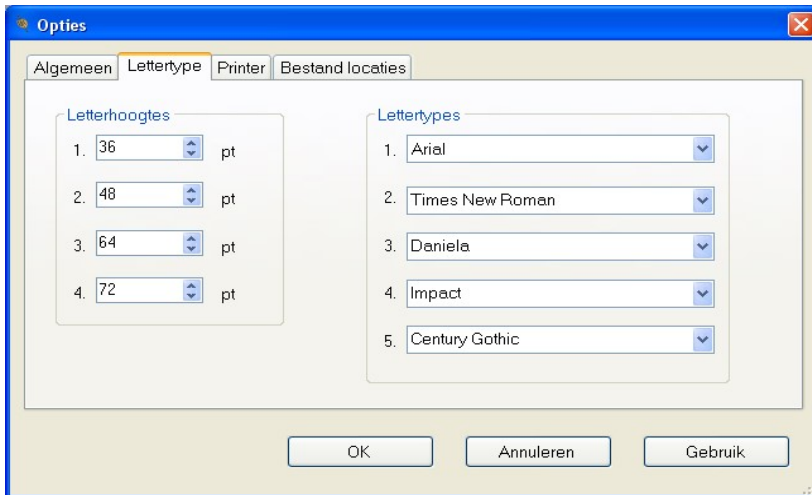 Opties
Algemeen Lettertype Printer Bestand locaties
Letterhoogtes
1. 36 pt
2. 48 pt
3. 64 pt
4. 72 pt
Lettertypes
1. Arial
2. Times New Roman
3. Daniela
4. Impact
5. Century Gothic
OK Annuleren Gebruik